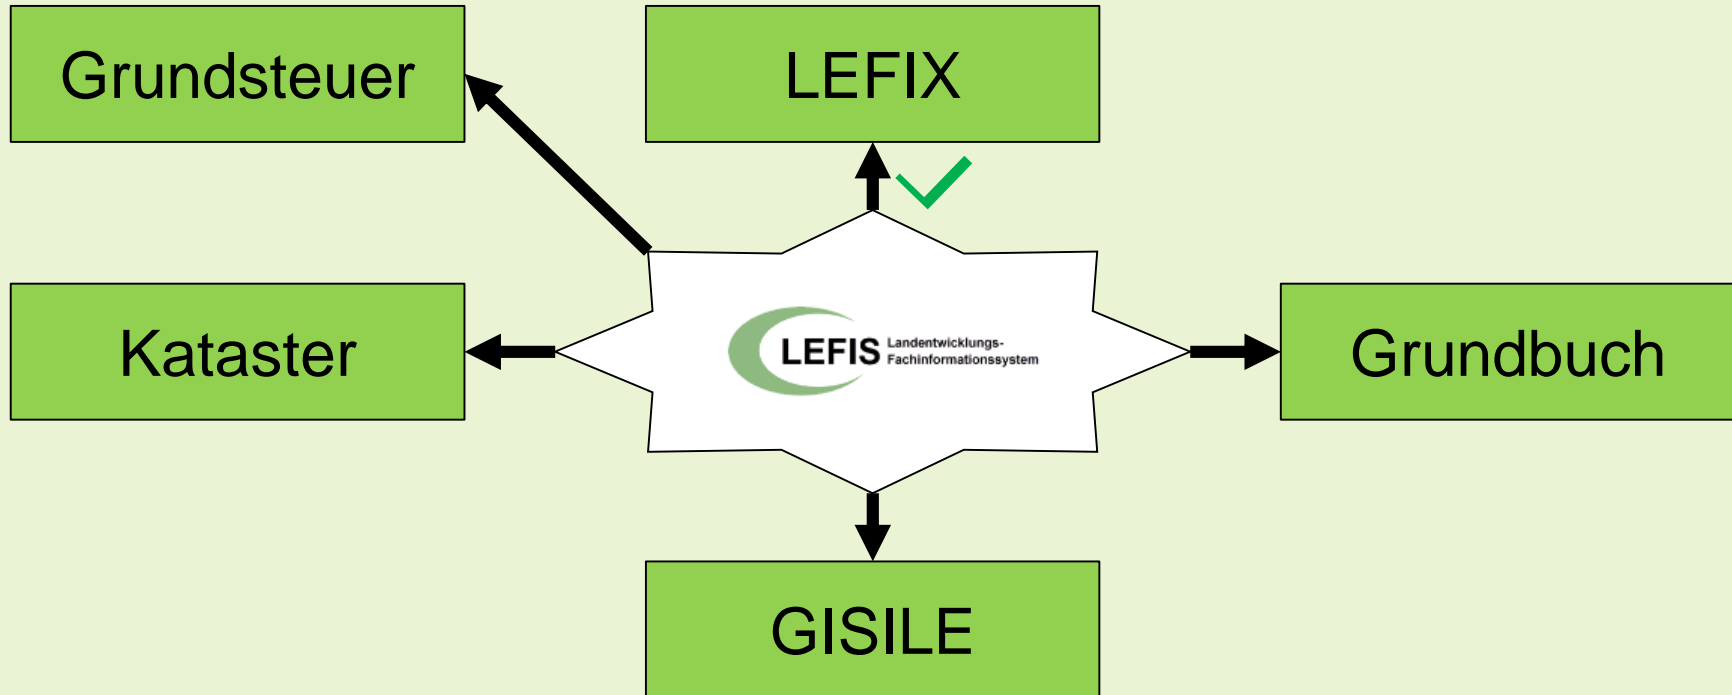 Grundsteuer
LEFIX
Kataster
LEFIS
Landentwicklungs-
Fachinformationssystem
Grundbuch
GISILE